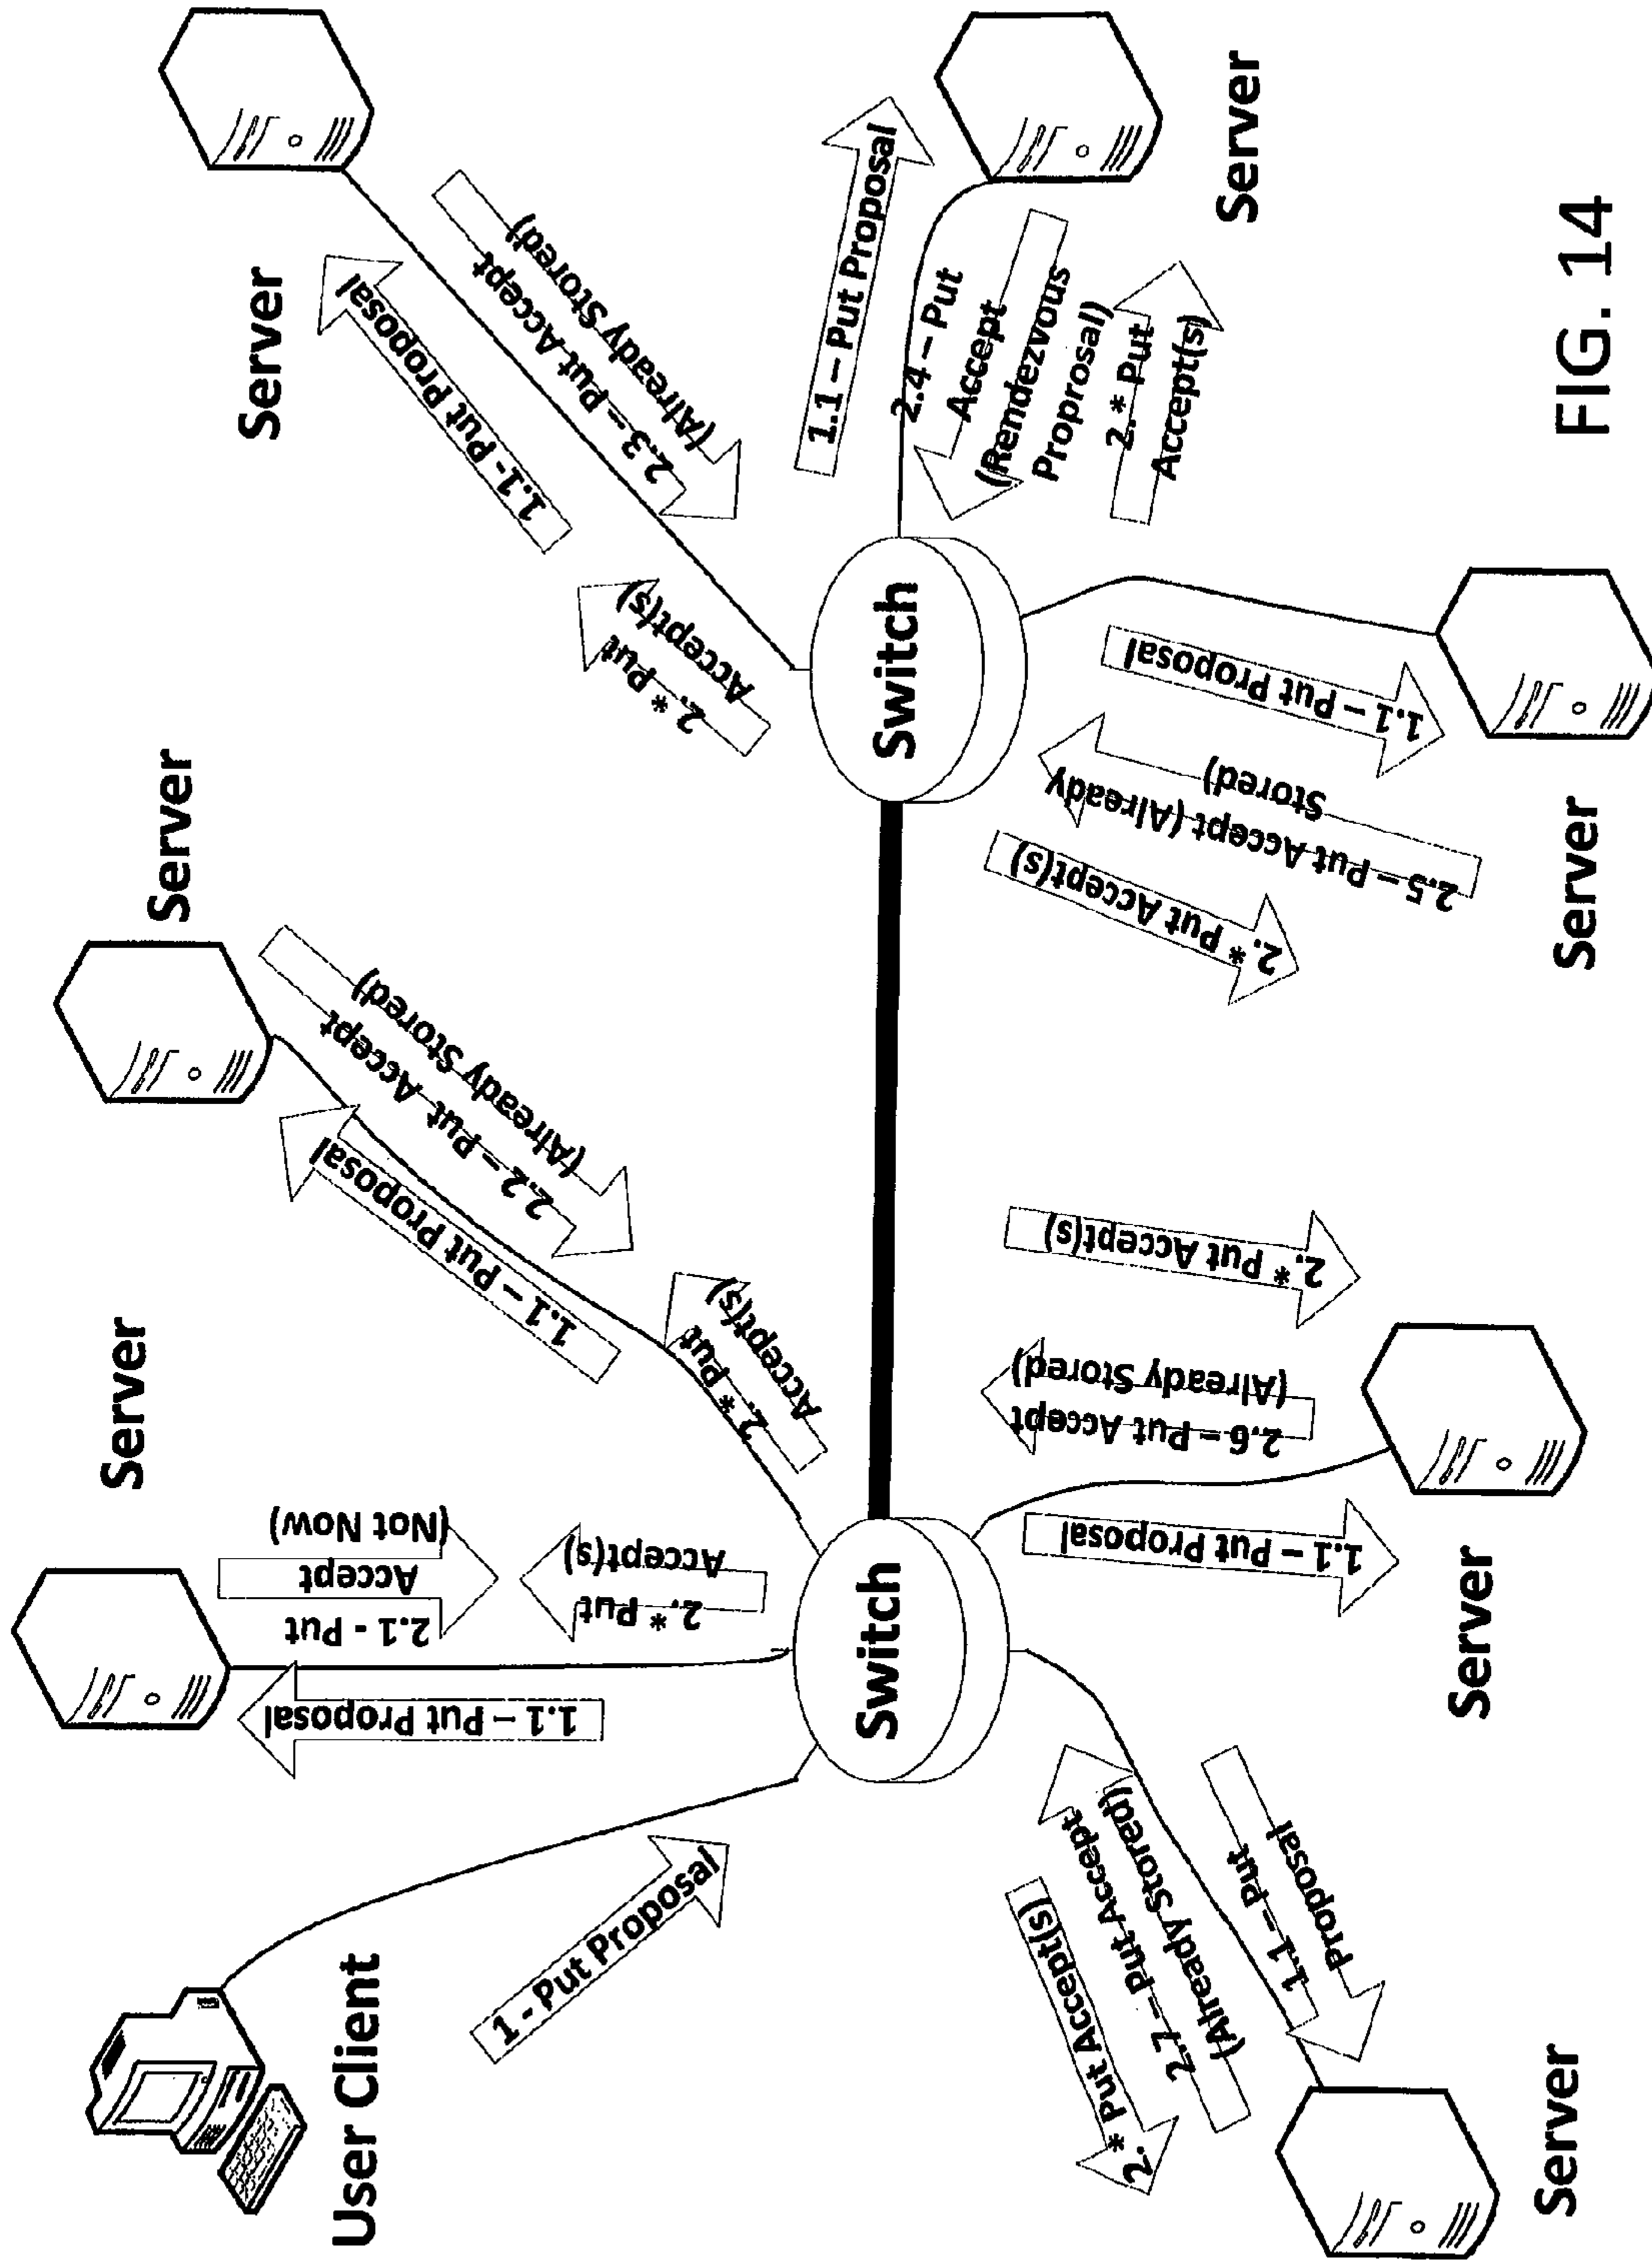 User Client
1 - Put Proposal
Server
1.1 – Put Proposal
2.1 - Put
Accept
(Not Now)
2. * Put
Accept(s)
Server
1.1 – Put Proposal
2.2 – Put Accept
(Already Stored)
2. * Put
Accept(s)
Server
1.1- Put Proposal
2.3 – Put Accept
(Already Stored)
2. * Put
Accept(s)
Switch
Switch
1.1 – Put Proposal
2.4 – Put
Accept
(Rendezvous
Proprosal)
2. * Put
Accept(s)
Server
2. * Put Accept(s)
2.7 – Put Accept
(Already Stored)
1.1 – Put
Proposal
Server
1.1 – Put Proposal
2.6 – Put Accept
(Already Stored)
2. * Put Accept(s)
Server
2. * Put Accept(s)
2.5 – Put Accept (Already
Stored)
1.1 – Put Proposal
Server
FIG. 14